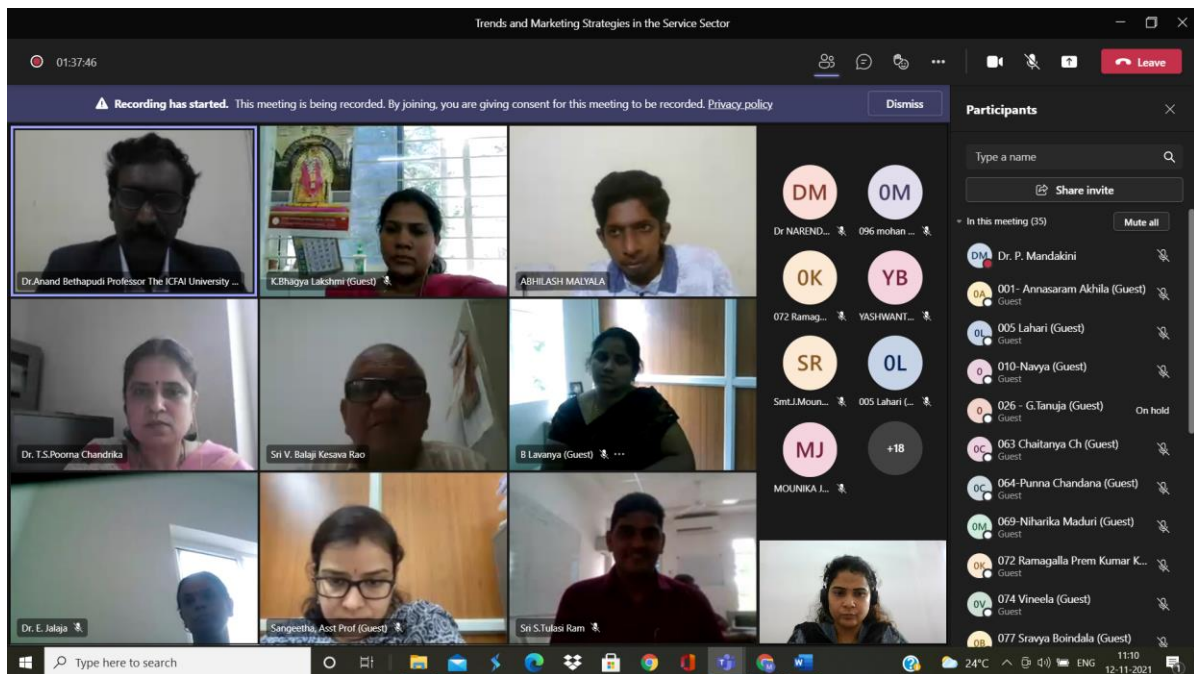 Trends and Marketing Strategies in the Service Sector
01:37:46
Leave
Recording has started. This meeting is being recorded. By joining, you are giving consent for this meeting to be recorded. Privacy policy
Dismiss
Dr.Anand Bethapudi Professor The ICFAI University ...
K.Bhagya Lakshmi (Guest)
ABHILASH MALYALA
Dr. T.S.Poorna Chandrika
Sri V. Balaji Kesava Rao
B Lavanya (Guest)
Dr. E. Jalaja
Sangeetha, Asst Prof (Guest)
Sri S.Tulasi Ram
DM
Dr NAREND...
0M
096 mohan ...
0K
072 Ramag...
YB
YASHWANT...
SR
Smt.J.Moun...
0L
005 Lahari (...
MJ
MOUNIKA J...
+18
Participants
Type a name
Share invite
In this meeting (35)
Mute all
DM
Dr. P. Mandakini
0A
001- Annasaram Akhila (Guest)
Guest
0L
005 Lahari (Guest)
Guest
0
010-Navya (Guest)
Guest
0
026 - G.Tanuja (Guest)
Guest
On hold
0C
063 Chaitanya Ch (Guest)
Guest
0C
064-Punna Chandana (Guest)
Guest
0M
069-Niharika Maduri (Guest)
Guest
0K
072 Ramagalla Prem Kumar K...
Guest
0V
074 Vineela (Guest)
Guest
0B
077 Sravya Boindala (Guest)
Type here to search
24°C
ENG
11:10
12-11-2021